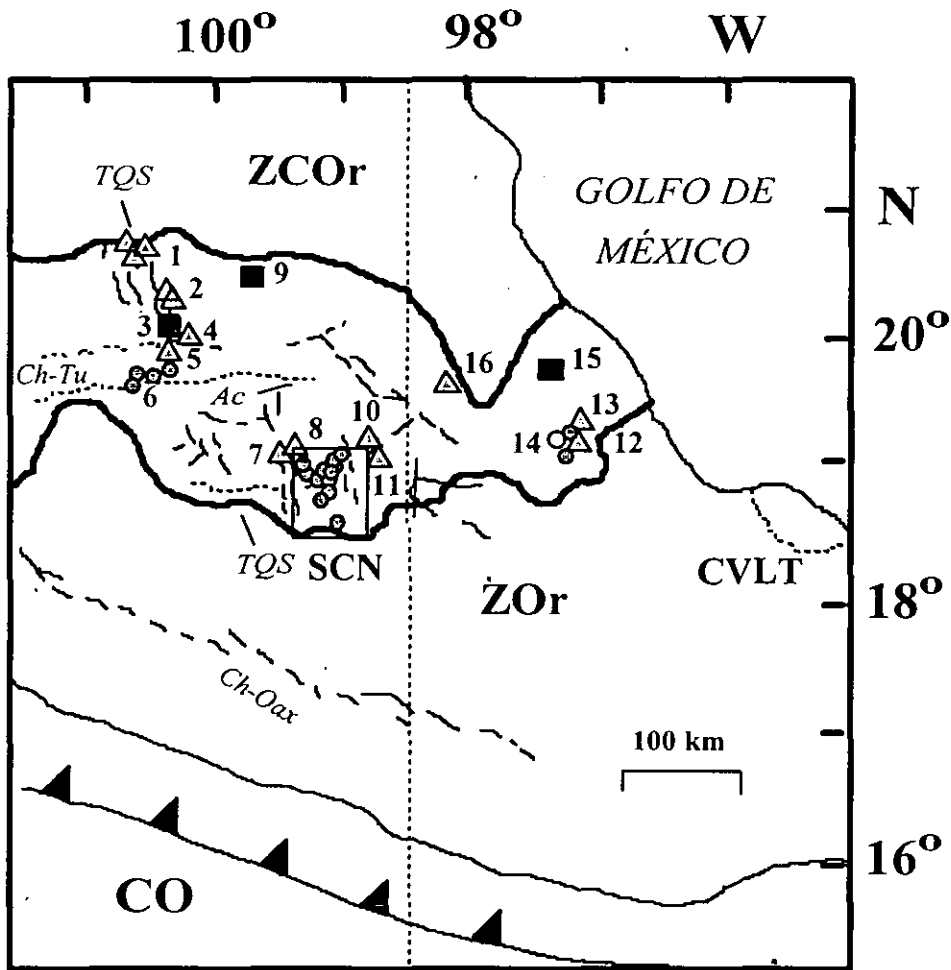 100° 98° W
TQS
ZCOr
GOLFO DE
MÉXICO
N
1
9
2
3
4
20°
5
16
15
Ch-Tu
6
Ac
10
13
7
8
14
12
11
TQS
SCN
CVLT
ZOr
18°
Ch-Oax
100 km
16°
CO